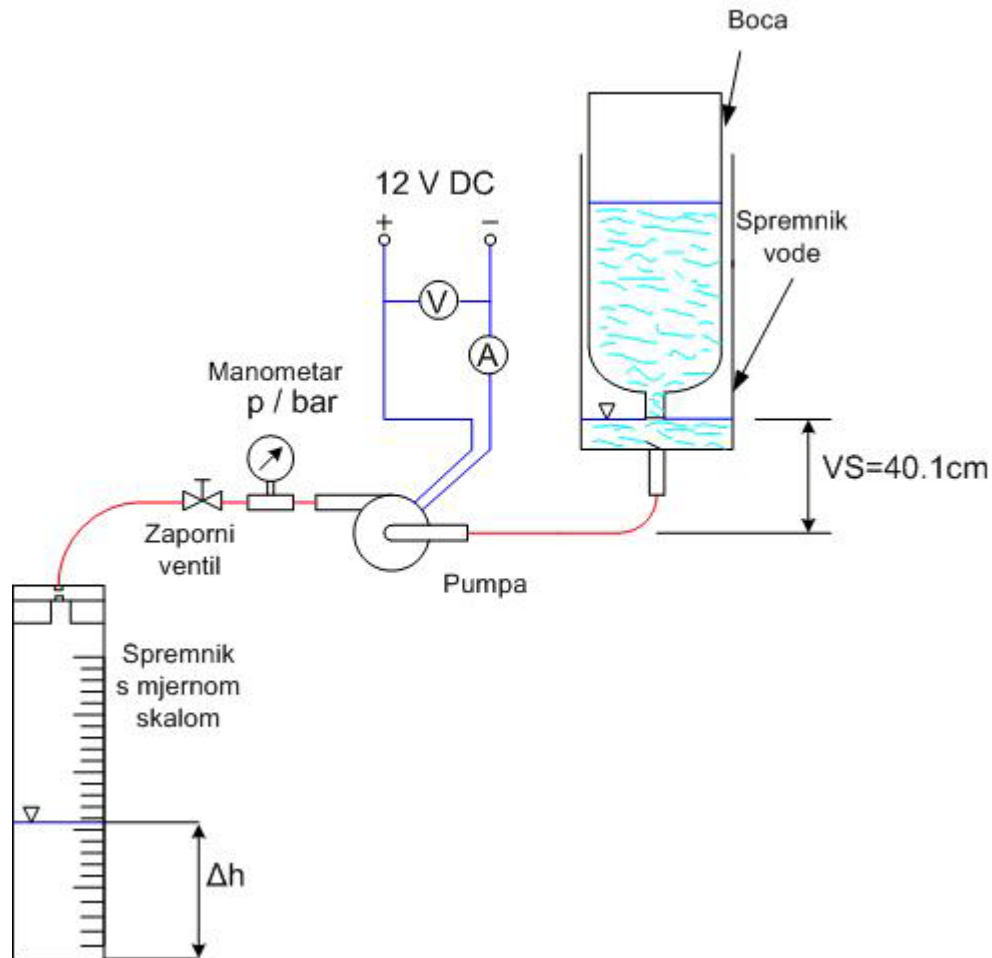 Boca
12 V DC
+ −
Spremnik
vode
V
A
Manometar
p / bar
VS=40.1cm
Zaporni
ventil
Pumpa
Spremnik
s mjernom
skalom
Δh